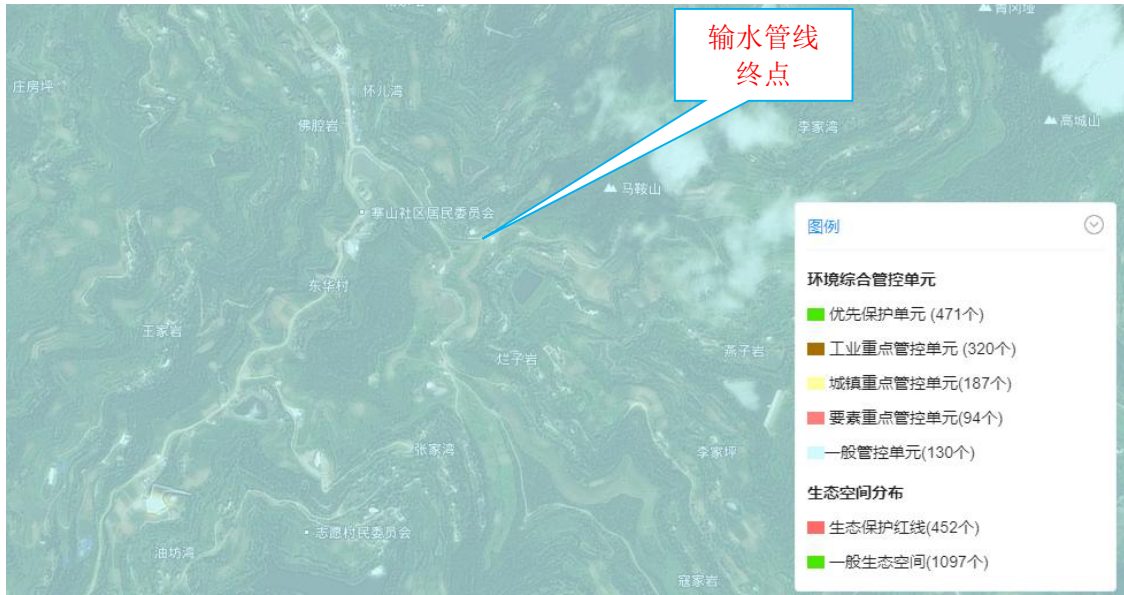 青冈垭
输水管线
终点
庄房坪
怀儿湾
佛腔岩
李家湾
高城山
马鞍山
寨山社区居民委员会
东华村
王家岩
烂子岩
燕子岩
张家湾
李家坪
志愿村民委员会
油坊湾
寇家岩
图例
环境综合管控单元
优先保护单元 (471个)
工业重点管控单元 (320个)
城镇重点管控单元(187个)
要素重点管控单元(94个)
一般管控单元(130个)
生态空间分布
生态保护红线(452个)
一般生态空间(1097个)